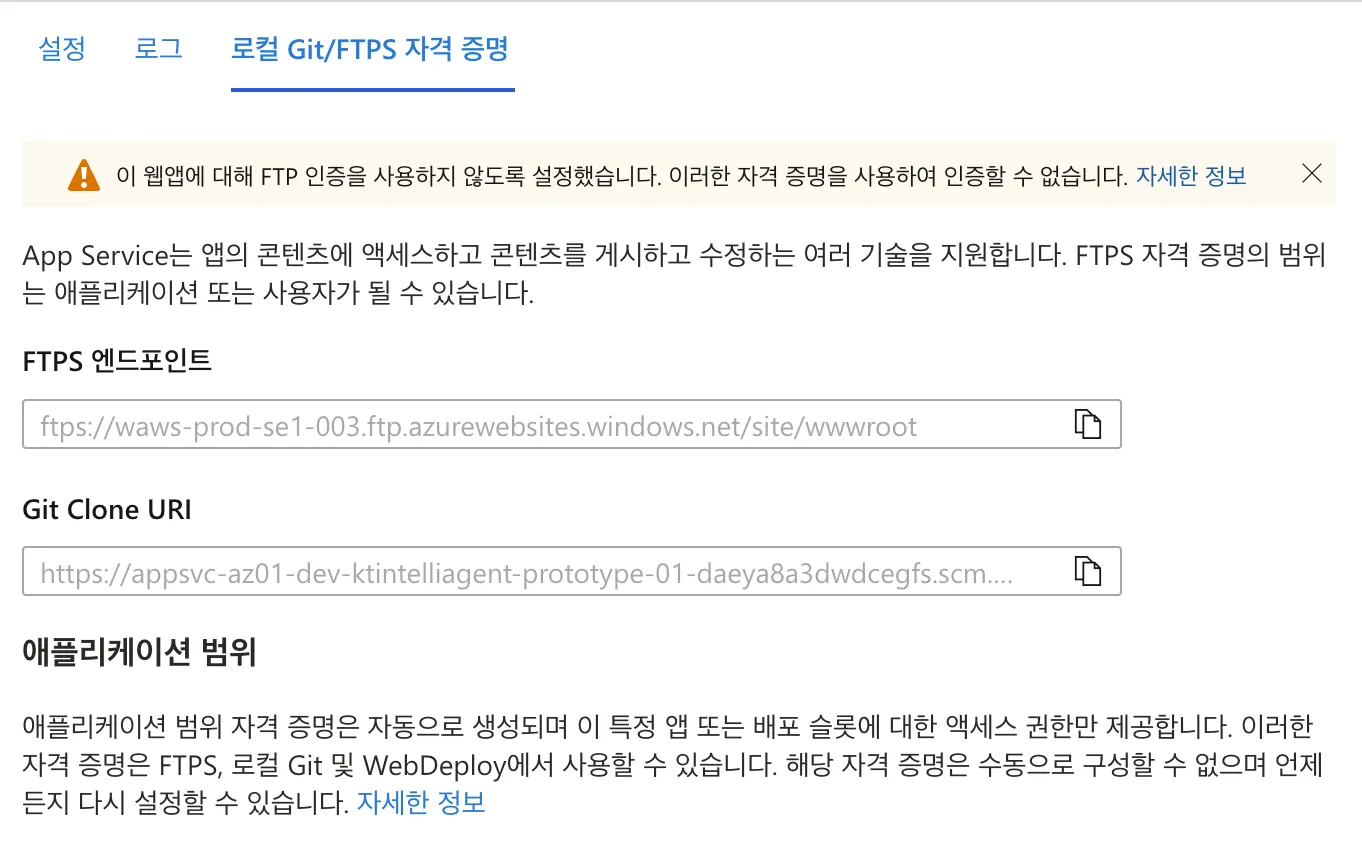 설정 로그 로컬 Git/FTPS 자격 증명
이 웹앱에 대해 FTP 인증을 사용하지 않도록 설정했습니다. 이러한 자격 증명을 사용하여 인증할 수 없습니다. 자세한 정보
App Service는 앱의 콘텐츠에 액세스하고 콘텐츠를 게시하고 수정하는 여러 기술을 지원합니다. FTPS 자격 증명의 범위
는 애플리케이션 또는 사용자가 될 수 있습니다.
FTPS 엔드포인트
ftps://waws-prod-se1-003.ftp.azurewebsites.windows.net/site/wwwroot
Git Clone URI
https://appsvc-az01-dev-ktintelliagent-prototype-01-daeya8a3dwdcegfs.scm....
애플리케이션 범위
애플리케이션 범위 자격 증명은 자동으로 생성되며 이 특정 앱 또는 배포 슬롯에 대한 액세스 권한만 제공합니다. 이러한
자격 증명은 FTPS, 로컬 Git 및 WebDeploy에서 사용할 수 있습니다. 해당 자격 증명은 수동으로 구성할 수 없으며 언제
든지 다시 설정할 수 있습니다. 자세한 정보